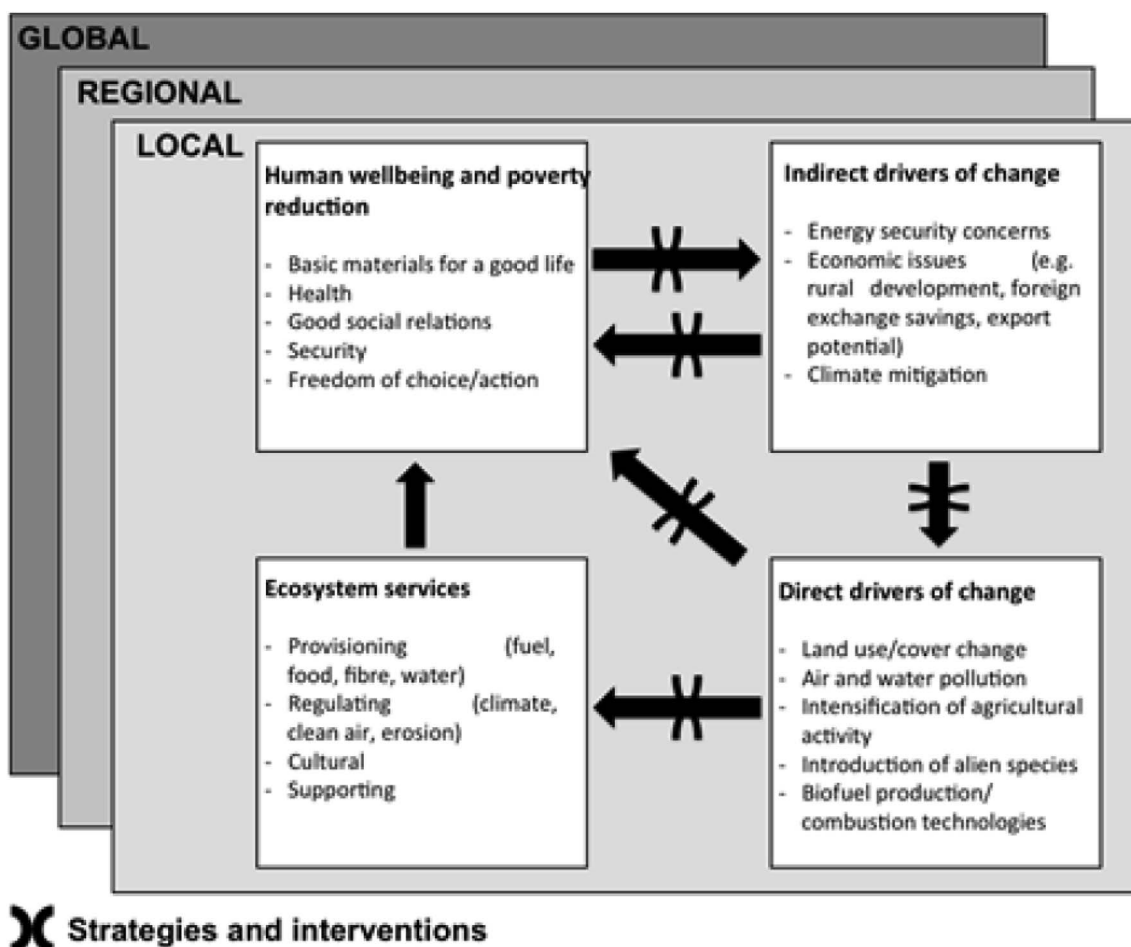 GLOBAL
REGIONAL
LOCAL
Human wellbeing and poverty
reduction
- Basic materials for a good life
- Health
- Good social relations
- Security
- Freedom of choice/action
Indirect drivers of change
- Energy security concerns
- Economic issues (e.g.
rural development, foreign
exchange savings, export
potential)
- Climate mitigation
Ecosystem services
- Provisioning (fuel,
food, fibre, water)
- Regulating (climate,
clean air, erosion)
- Cultural
- Supporting
Direct drivers of change
- Land use/cover change
- Air and water pollution
- Intensification of agricultural
activity
- Introduction of alien species
- Biofuel production/
combustion technologies
Strategies and interventions